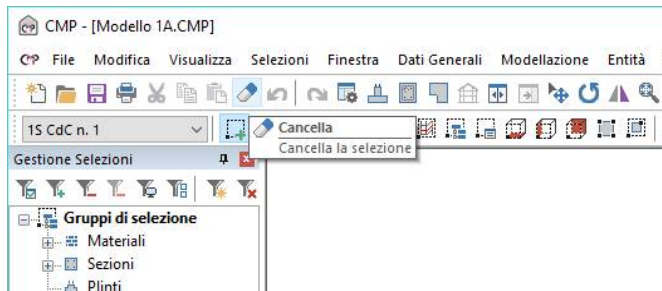 CMP - [Modello 1A.CMP]
CMP File Modifica Visualizza Selezioni Finestra Dati Generali Modellazione Entità
1S CdC n. 1
Cancella
Cancella la selezione
Gestione Selezioni
Gruppi di selezione
Materiali
Sezioni
Plinti